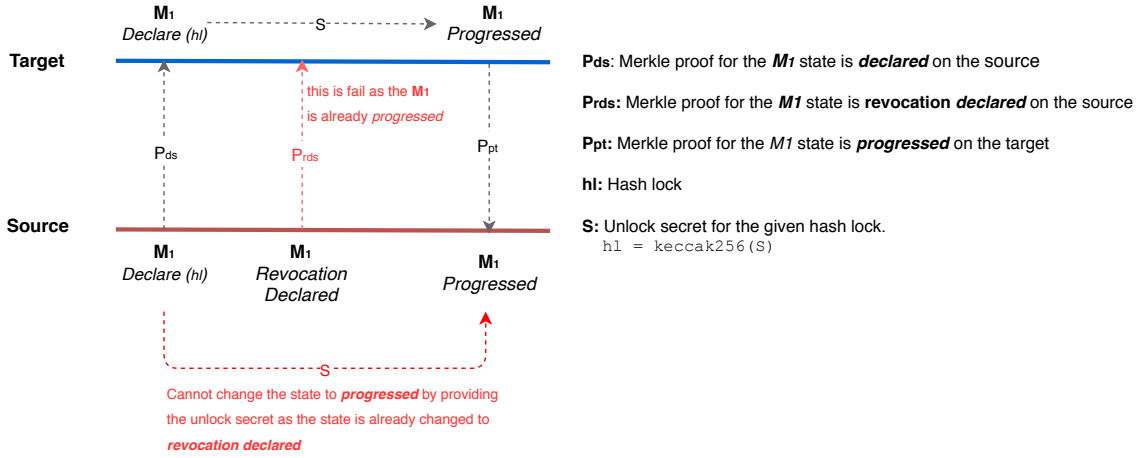 M1
Declare (hl)
S
M1
Progressed
Target
this is fail as the M1
is already progressed
Pds
Prds
Ppt
Source
M1
Declare (hl)
M1
Revocation
Declared
M1
Progressed
S
Cannot change the state to progressed by providing
the unlock secret as the state is already changed to
revocation declared
Pds: Merkle proof for the M1 state is declared on the source
Prds: Merkle proof for the M1 state is revocation declared on the source
Ppt: Merkle proof for the M1 state is progressed on the target
hl: Hash lock
S: Unlock secret for the given hash lock.
hl = keccak256(S)